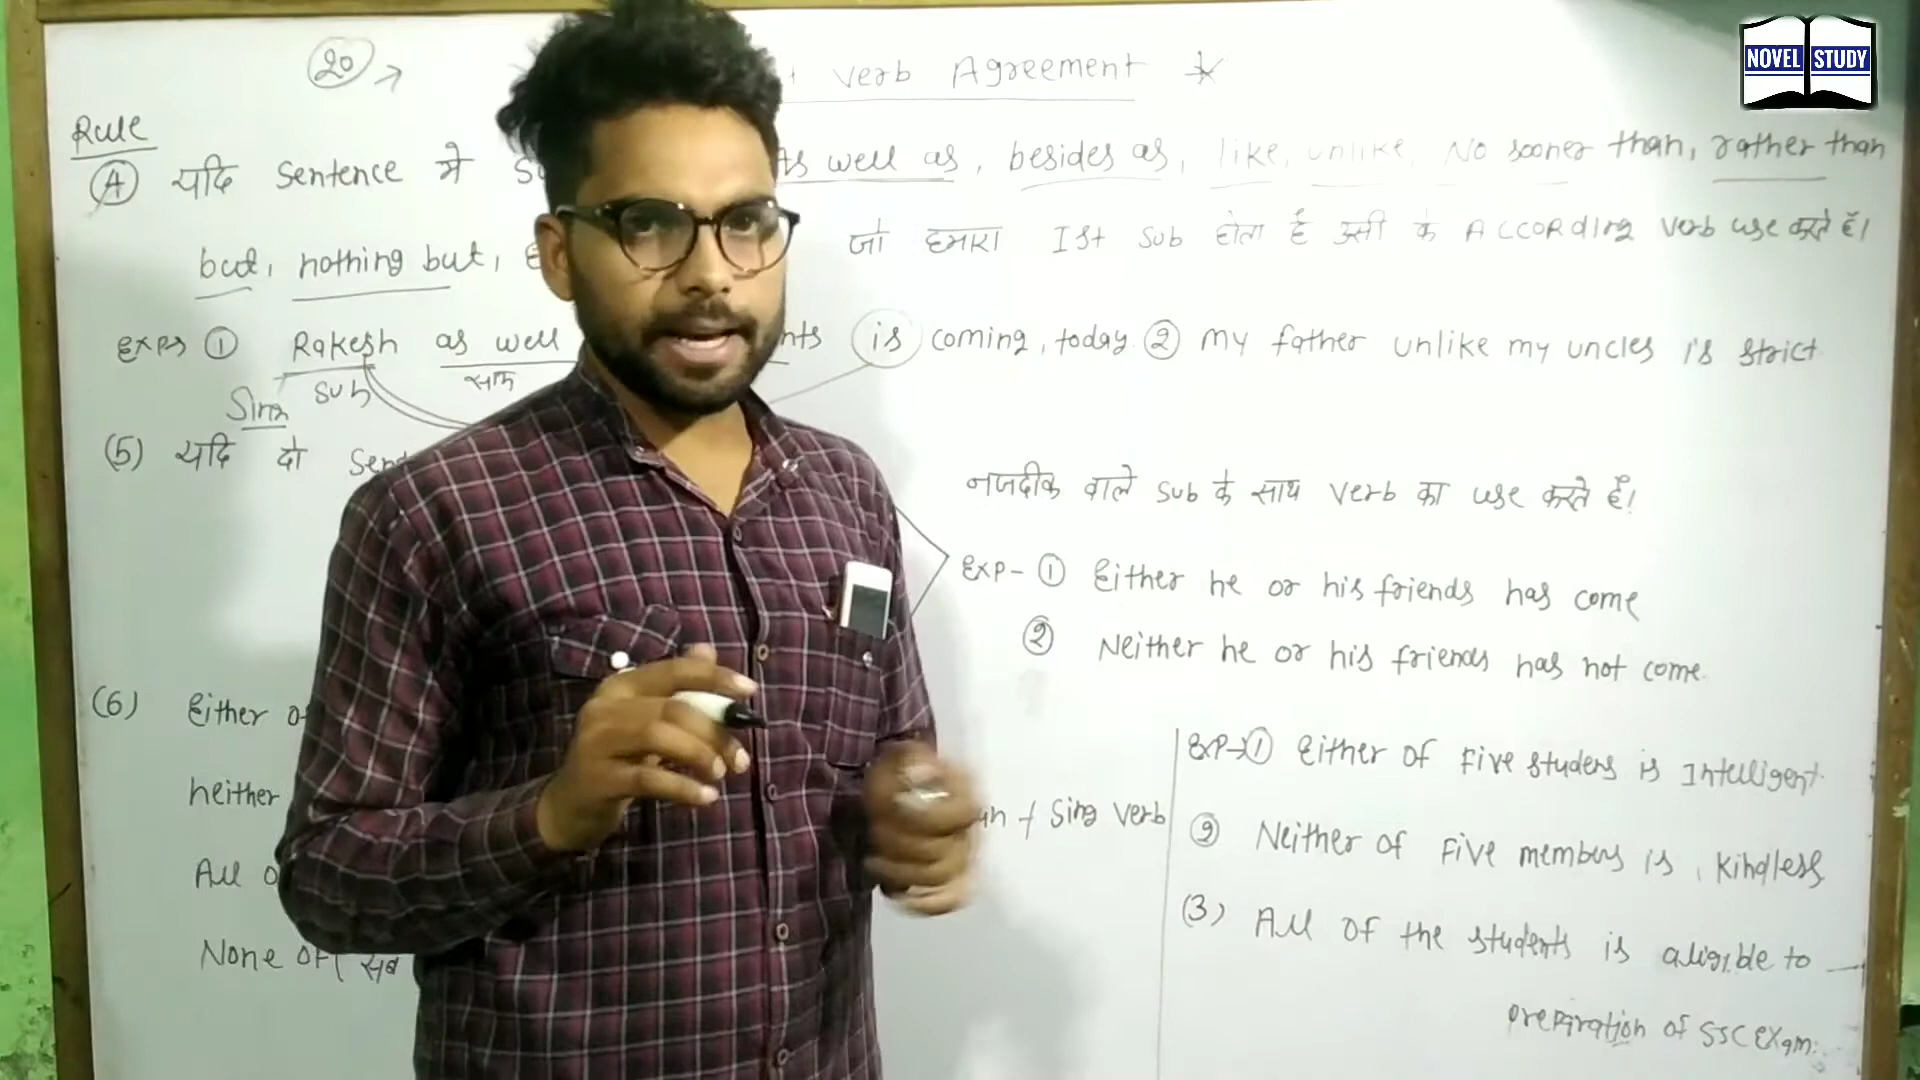 20 → Verb Agreement *
NOVEL STUDY
Rule
(A) यदि Sentence में As well as, besides as, like, unlike, No sooner than, rather than
but, nothing but, जो हमारा Ist Sub होता है उसी के ACCORding Verb use करते हैं।
Exp→ ① Rakesh as well is coming, today ② My father unlike my uncles is strict
Sub साथ
Sing
(5) यदि दो नजदीक वाले Sub के साथ Verb का use करते हैं।
Exp- ① Either he or his friends has come
② Neither he or his friends has not come.
(6) Either of
neither
All
None of ( सब
+ Sing Verb
Exp→① Either of Five studens is Intelligent.
② Neither of Five members is, Kindless
(3) All of the students is aligible to
prepiration of SSC Exam.